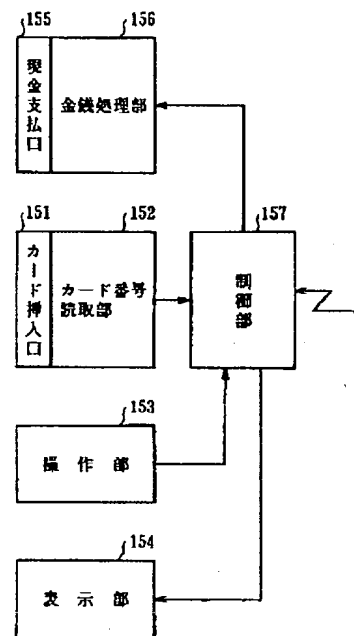 155
156
現金支払口
金銭処理部
151
152
157
カード挿入口
カード番号
読取部
制御部
153
操作部
154
表示部